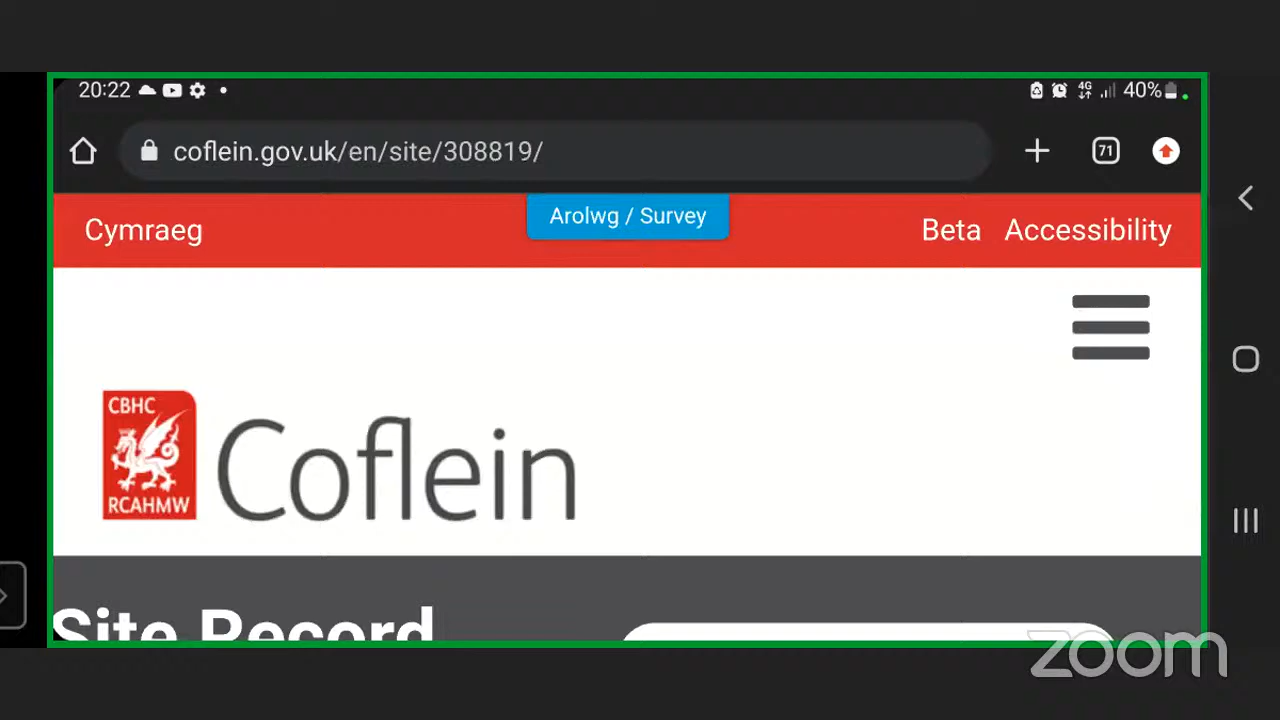 20:22
4G
40%
coflein.gov.uk/en/site/308819/
71
Cymraeg
Arolwg / Survey
Beta
Accessibility
CBHC
RCAHMW
Coflein
Site Record
zoom